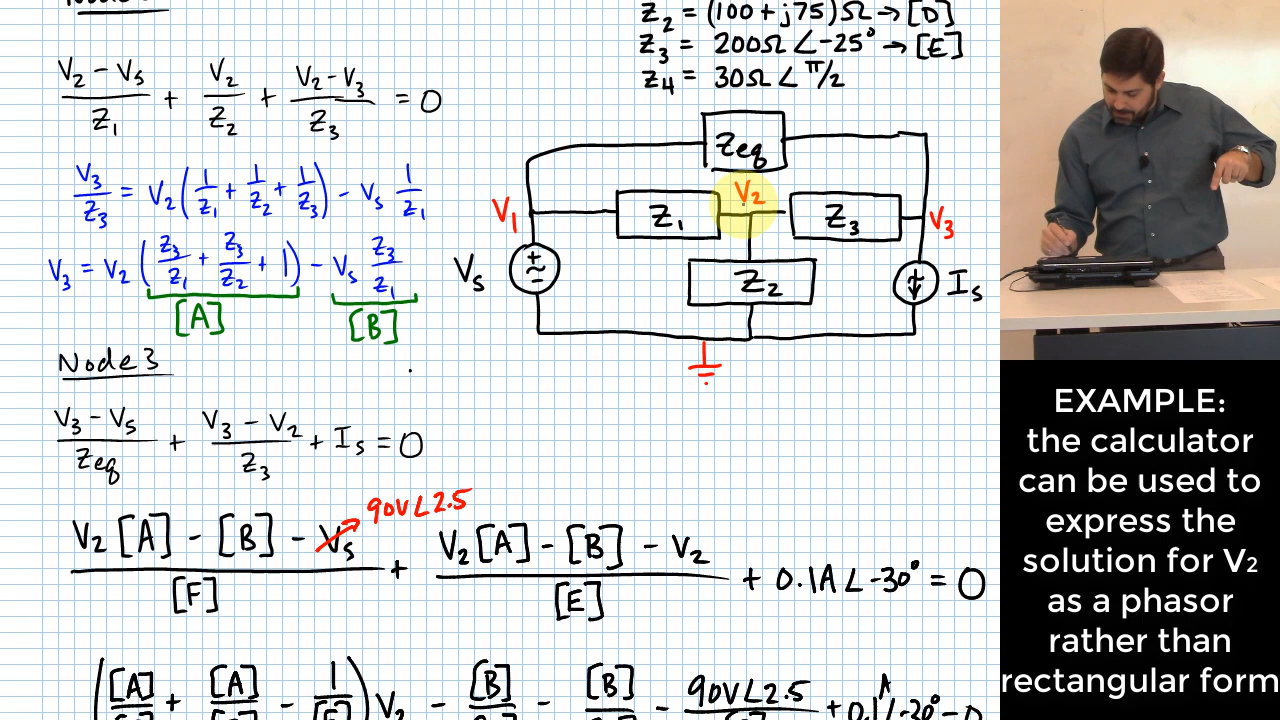 V₂ - Vs / Z₁ + V₂ / Z₂ + V₂-V₃ / Z₃ = 0
V₃ / Z₃ = V₂ (1/Z₁ + 1/Z₂ + 1/Z₃) - Vs 1/Z₁
V₃ = V₂ (Z₃/Z₁ + Z₃/Z₂ + 1) - Vs Z₃/Z₁
[A] [B]
Node 3
V₃ - Vs / Zeq + V₃ - V₂ / Z₃ + Is = 0
90V∠2.5
V₂[A] - [B] - Vs / [F] + V₂[A] - [B] - V₂ / [E] + 0.1A∠-30° = 0
Z₂ = (100 + j75)Ω → [D]
Z₃ = 200Ω∠-25° → [E]
Z₄ = 30Ω∠π/2
Zeq
V₁ Z₁ V₂ Z₃ V₃
Vs + ~ - Z₂ Is
EXAMPLE:
the calculator
can be used to
express the
solution for V₂
as a phasor
rather than
rectangular form